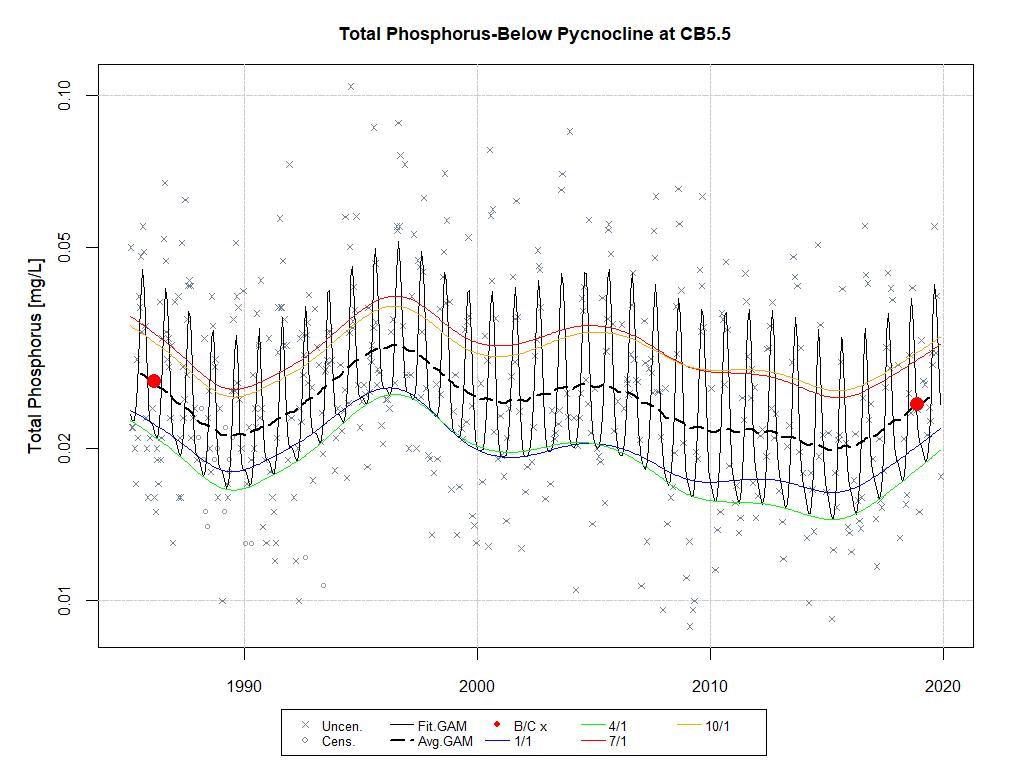 Total Phosphorus-Below Pycnocline at CB5.5
Total Phosphorus [mg/L]
0.10
0.05
0.02
0.01
1990 2000 2010 2020
Uncen. Fit.GAM B/C x 4/1 10/1
Cens. Avg.GAM 1/1 7/1